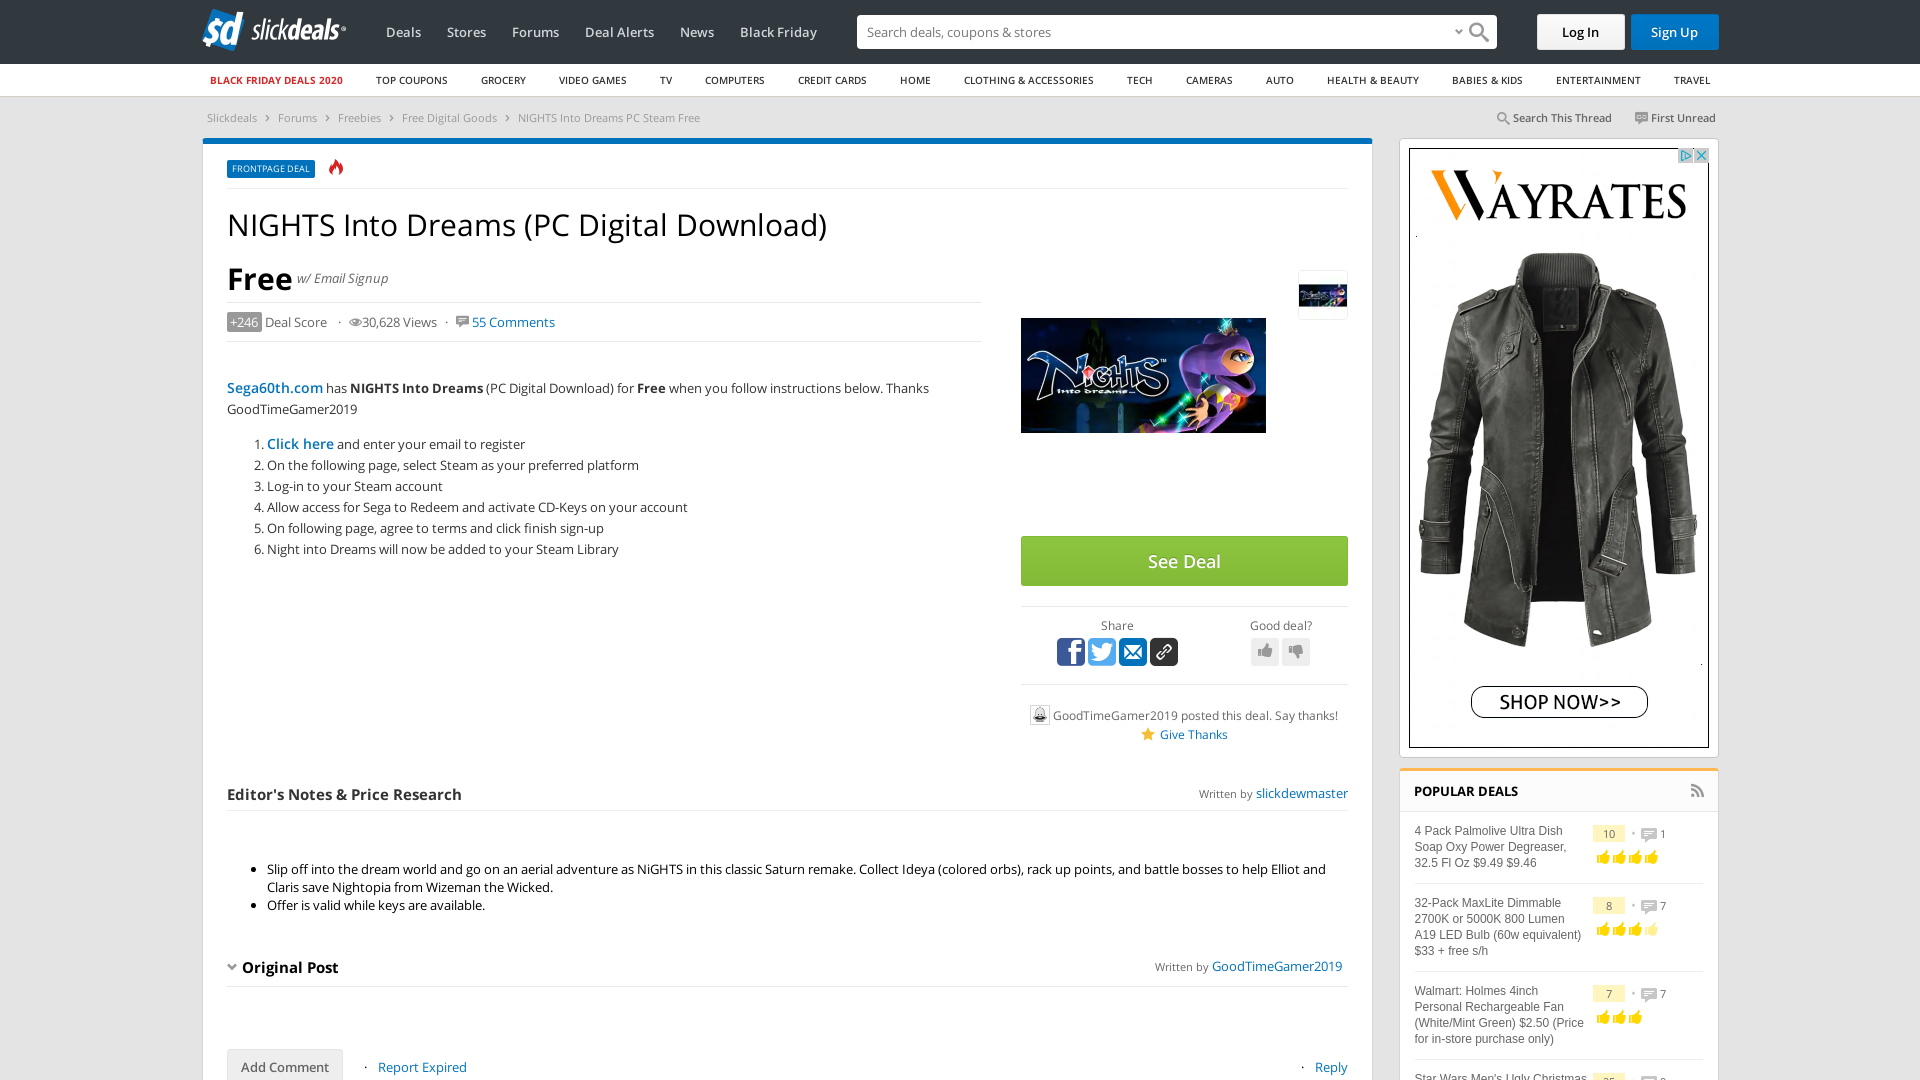 sd slickdeals
Deals Stores Forums Deal Alerts News Black Friday
Search deals, coupons & stores
Log In
Sign Up
BLACK FRIDAY DEALS 2020 TOP COUPONS GROCERY VIDEO GAMES TV COMPUTERS CREDIT CARDS HOME CLOTHING & ACCESSORIES TECH CAMERAS AUTO HEALTH & BEAUTY BABIES & KIDS ENTERTAINMENT TRAVEL
Slickdeals › Forums › Freebies › Free Digital Goods › NIGHTS Into Dreams PC Steam Free
Search This Thread First Unread
FRONTPAGE DEAL
NIGHTS Into Dreams (PC Digital Download)
Free w/ Email Signup
+246 Deal Score · 30,628 Views · 55 Comments
Sega60th.com has NIGHTS Into Dreams (PC Digital Download) for Free when you follow instructions below. Thanks
GoodTimeGamer2019
1. Click here and enter your email to register
2. On the following page, select Steam as your preferred platform
3. Log-in to your Steam account
4. Allow access for Sega to Redeem and activate CD-Keys on your account
5. On following page, agree to terms and click finish sign-up
6. Night into Dreams will now be added to your Steam Library
NiGHTS
into dreams...
See Deal
Share
Good deal?
GoodTimeGamer2019 posted this deal. Say thanks!
Give Thanks
Editor's Notes & Price Research
Written by slickdewmaster
• Slip off into the dream world and go on an aerial adventure as NiGHTS in this classic Saturn remake. Collect Ideya (colored orbs), rack up points, and battle bosses to help Elliot and
Claris save Nightopia from Wizeman the Wicked.
• Offer is valid while keys are available.
Original Post
Written by GoodTimeGamer2019
Add Comment · Report Expired
· Reply
WAYRATES
SHOP NOW>>
POPULAR DEALS
4 Pack Palmolive Ultra Dish
Soap Oxy Power Degreaser,
32.5 Fl Oz $9.49 $9.46
10 • 1
32-Pack MaxLite Dimmable
2700K or 5000K 800 Lumen
A19 LED Bulb (60w equivalent)
$33 + free s/h
8 • 7
Walmart: Holmes 4inch
Personal Rechargeable Fan
(White/Mint Green) $2.50 (Price
for in-store purchase only)
7 • 7
Star Wars Men's Ugly Christmas